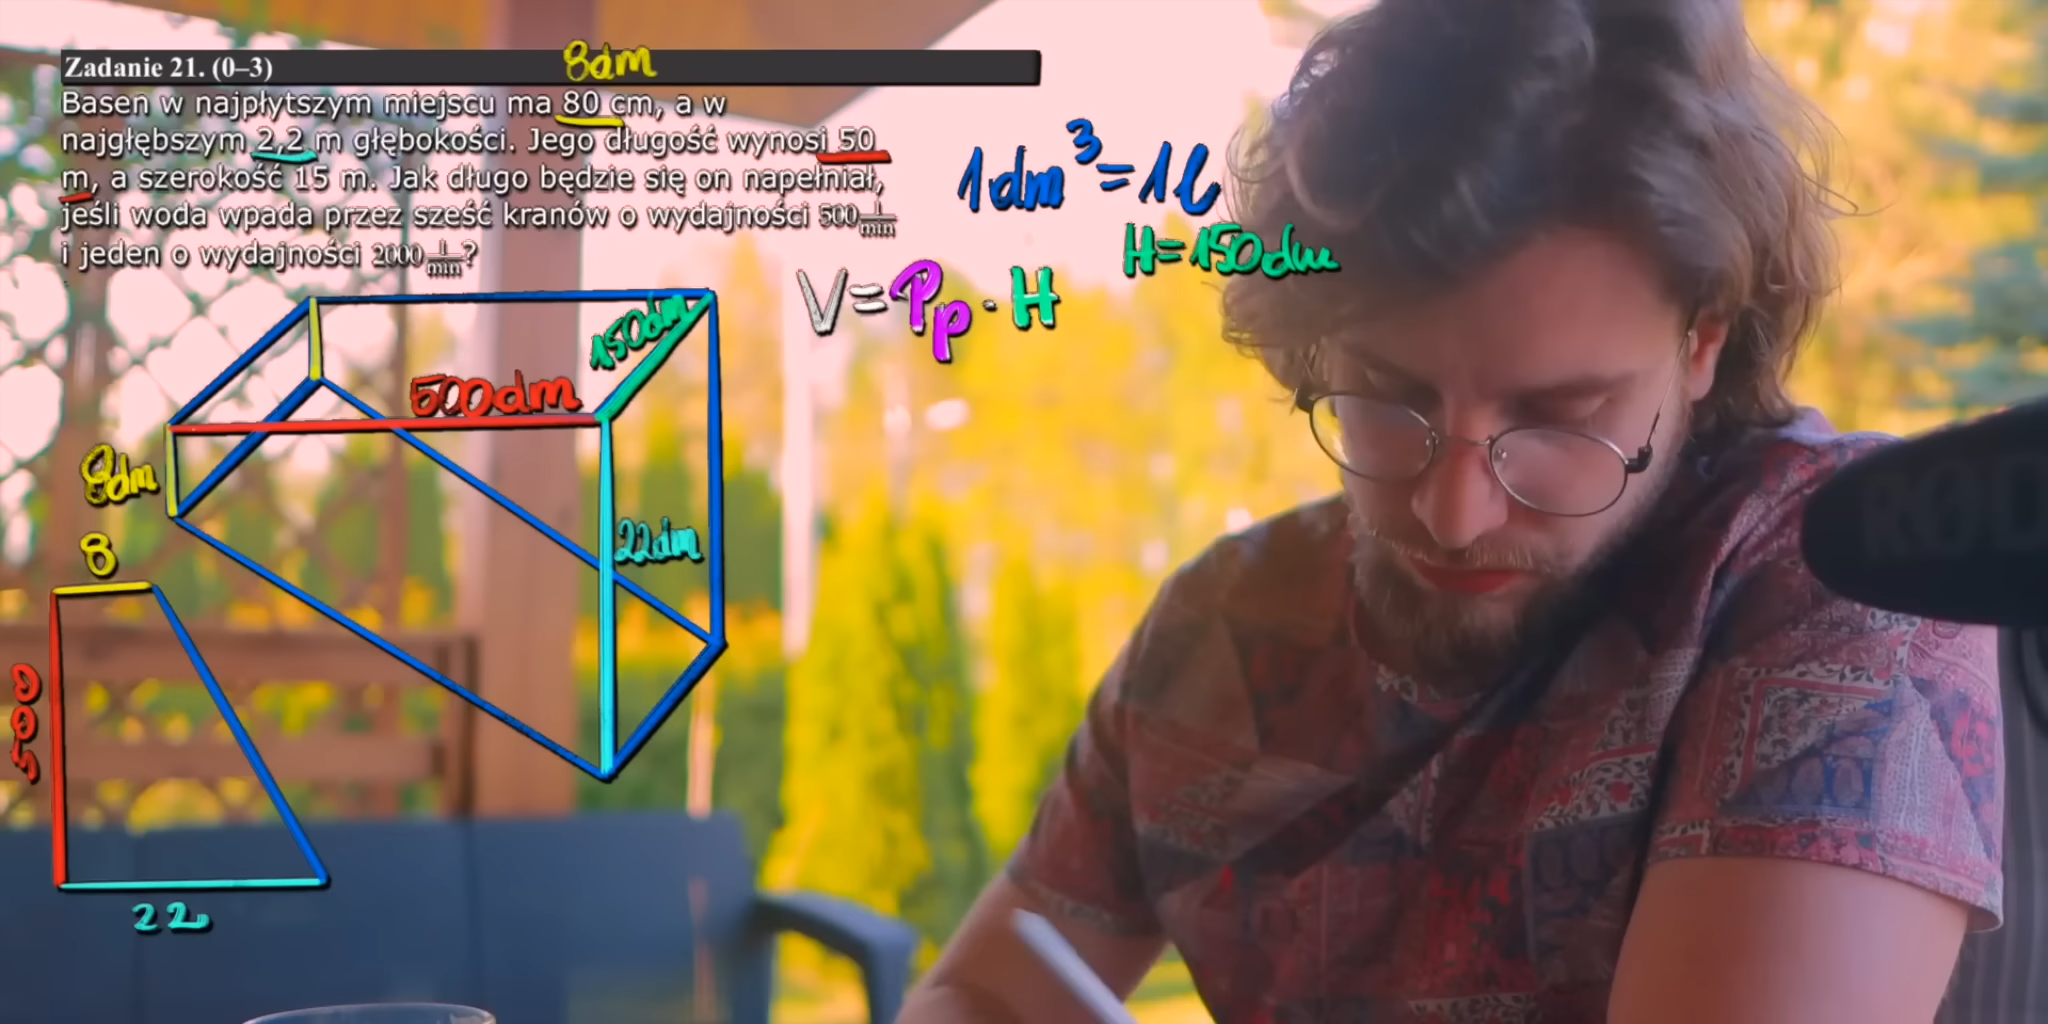 Zadanie 21. (0–3)
8dm
Basen w najpłytszym miejscu ma 80 cm, a w
najgłębszym 2,2 m głębokości. Jego długość wynosi 50
m, a szerokość 15 m. Jak długo będzie się on napełniał,
jeśli woda wpada przez sześć kranów o wydajności 500 l/min
i jeden o wydajności 2000 l/min?
1dm³=1l
H=150dm
V=Pp·H
150dm
500dm
8dm
22dm
8
500
22